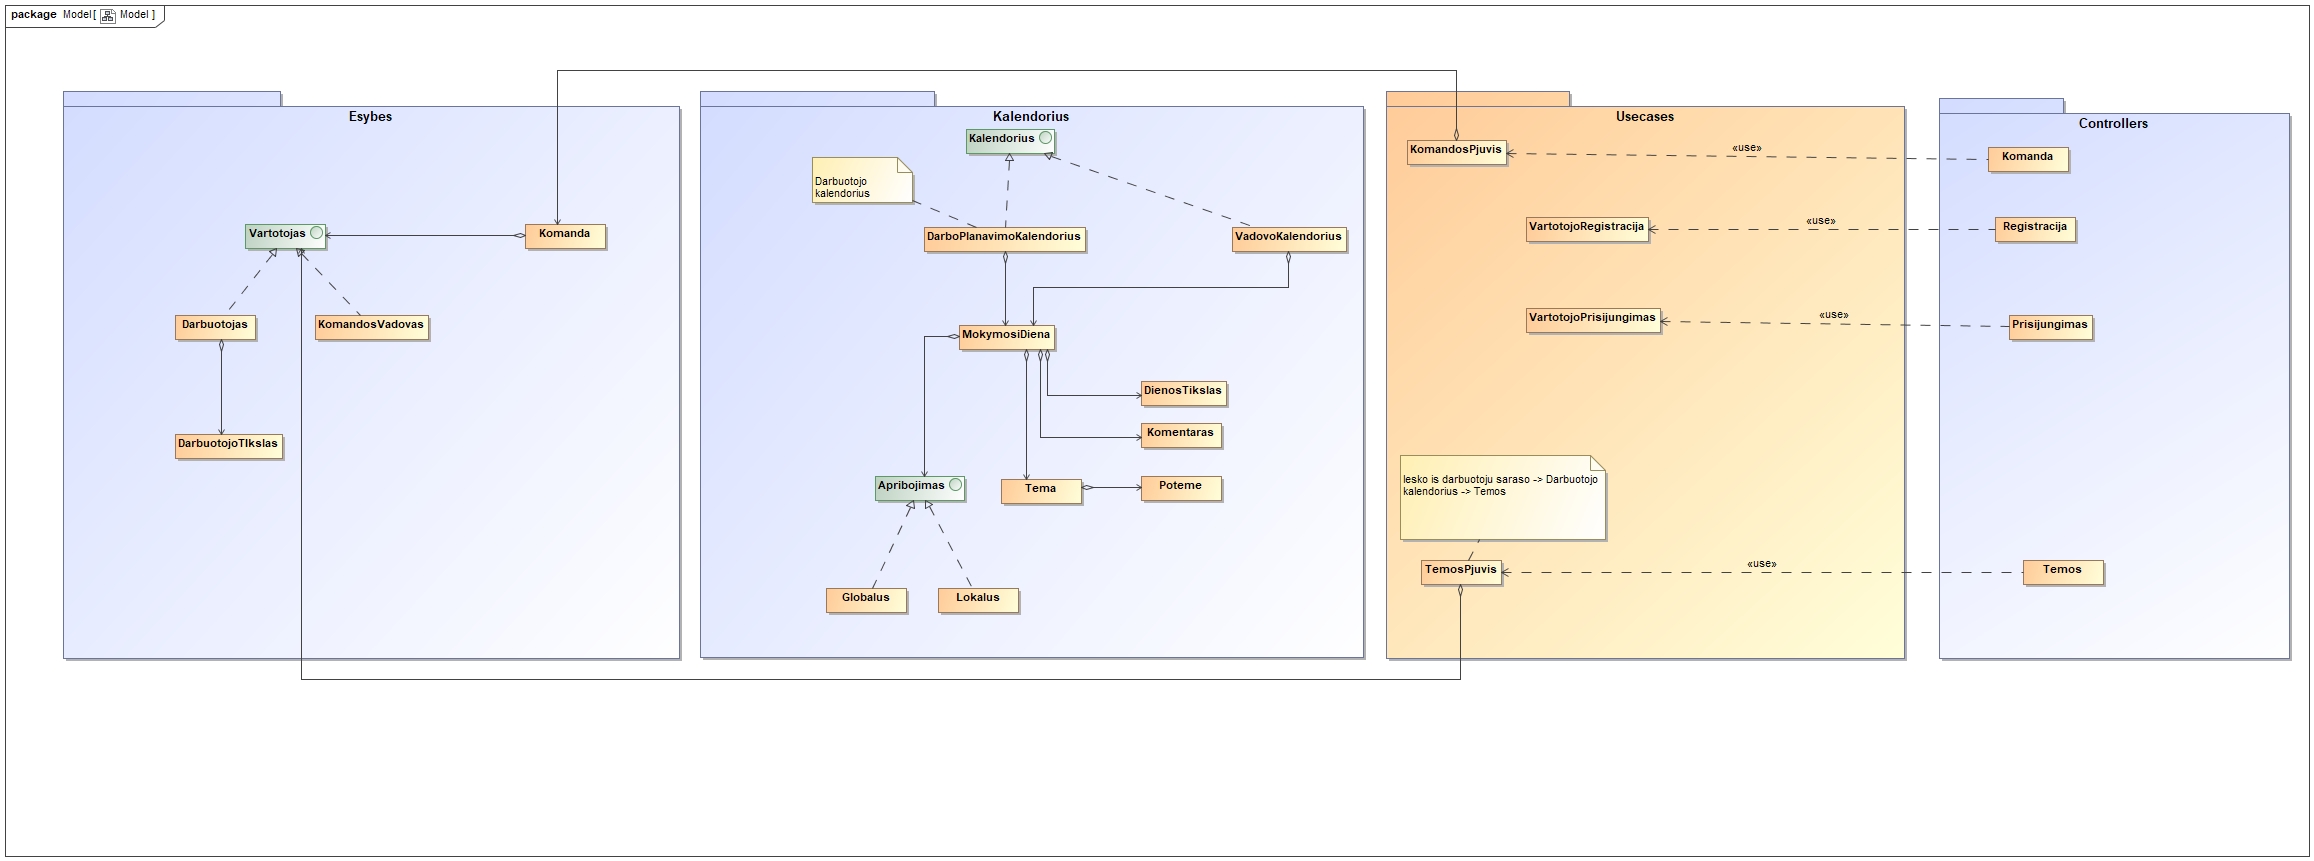 package Model[ Model ]
Esybes
Vartotojas
Komanda
Darbuotojas
KomandosVadovas
DarbuotojoTIkslas
Kalendorius
Kalendorius
Darbuotojo
kalendorius
DarboPlanavimoKalendorius
VadovoKalendorius
MokymosiDiena
DienosTikslas
Komentaras
Apribojimas
Tema
Poteme
Globalus
Lokalus
Usecases
KomandosPjuvis
«use»
VartotojoRegistracija
«use»
VartotojoPrisijungimas
«use»
Iesko is darbuotoju saraso -> Darbuotojo
kalendorius -> Temos
TemosPjuvis
«use»
Controllers
Komanda
Registracija
Prisijungimas
Temos